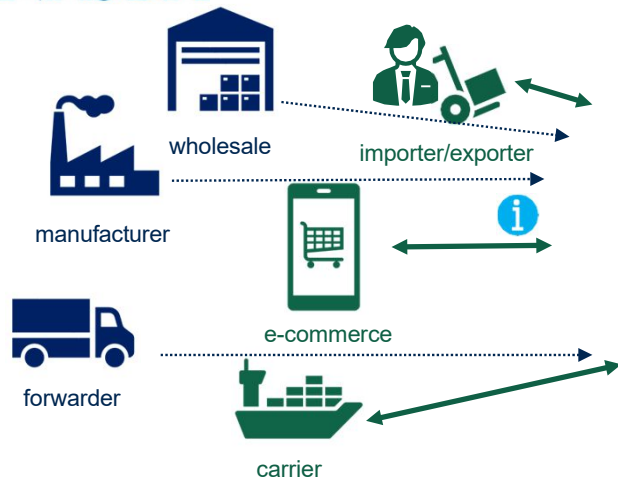 wholesale
importer/exporter
manufacturer
i
e-commerce
forwarder
carrier